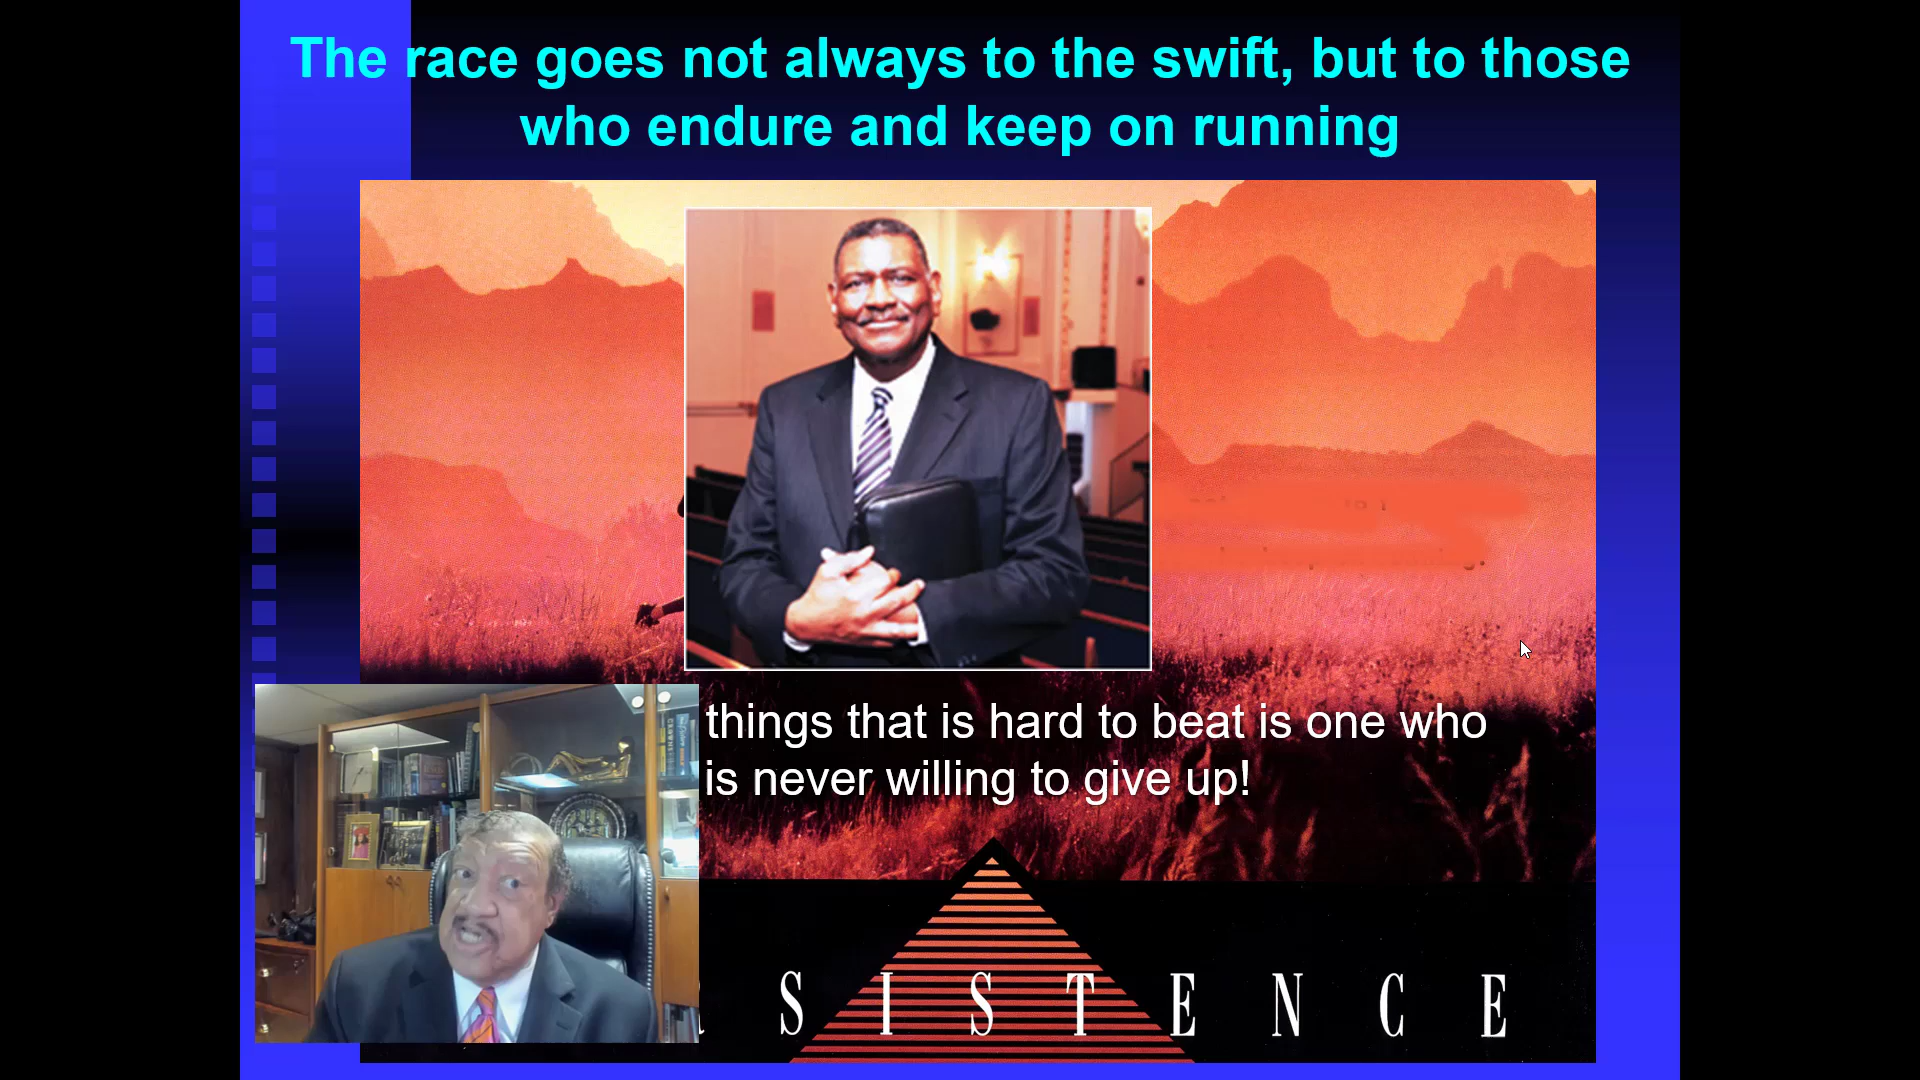 The race goes not always to the swift, but to those
who endure and keep on running
things that is hard to beat is one who
is never willing to give up!
SISTENCE